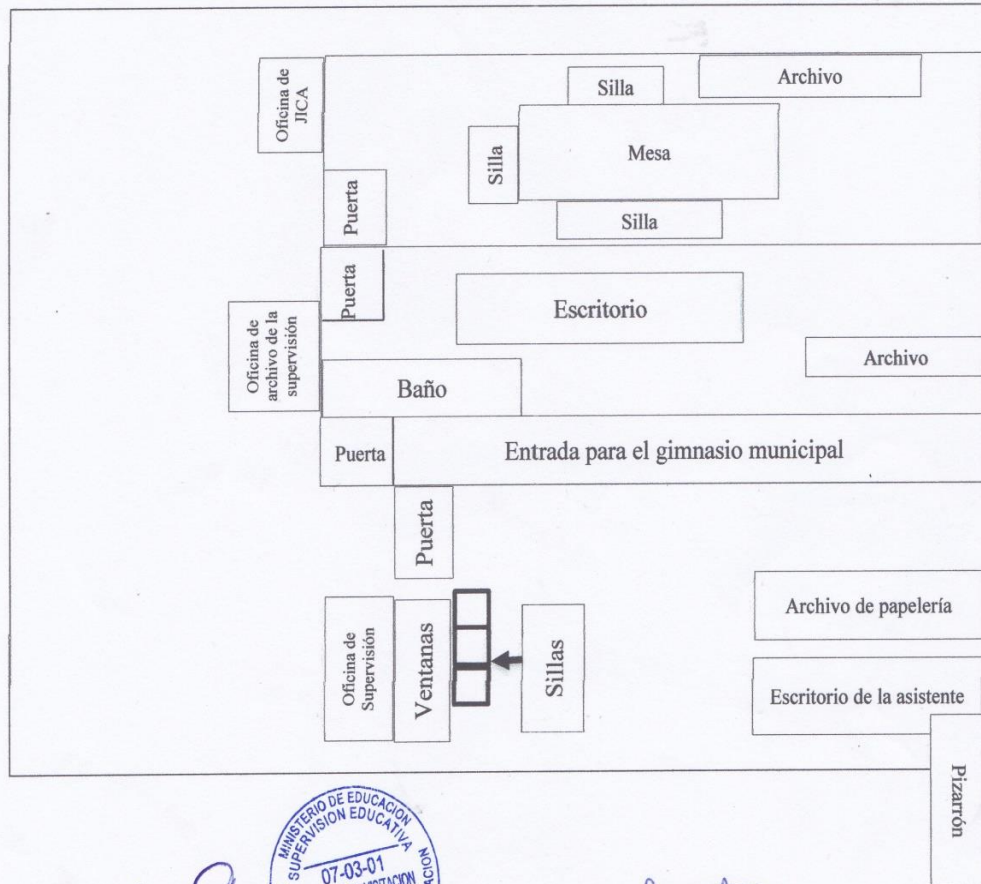 Oficina de
JICA
Silla
Archivo
Silla
Mesa
Puerta
Silla
Puerta
Escritorio
Oficina de
archivo de la
supervisión
Archivo
Baño
Puerta
Entrada para el gimnasio municipal
Puerta
Oficina de
Supervisión
Ventanas
Sillas
Archivo de papelería
Escritorio de la asistente
Pizarrón
MINISTERIO DE EDUCACION
SUPERVISION EDUCATIVA
07-03-01